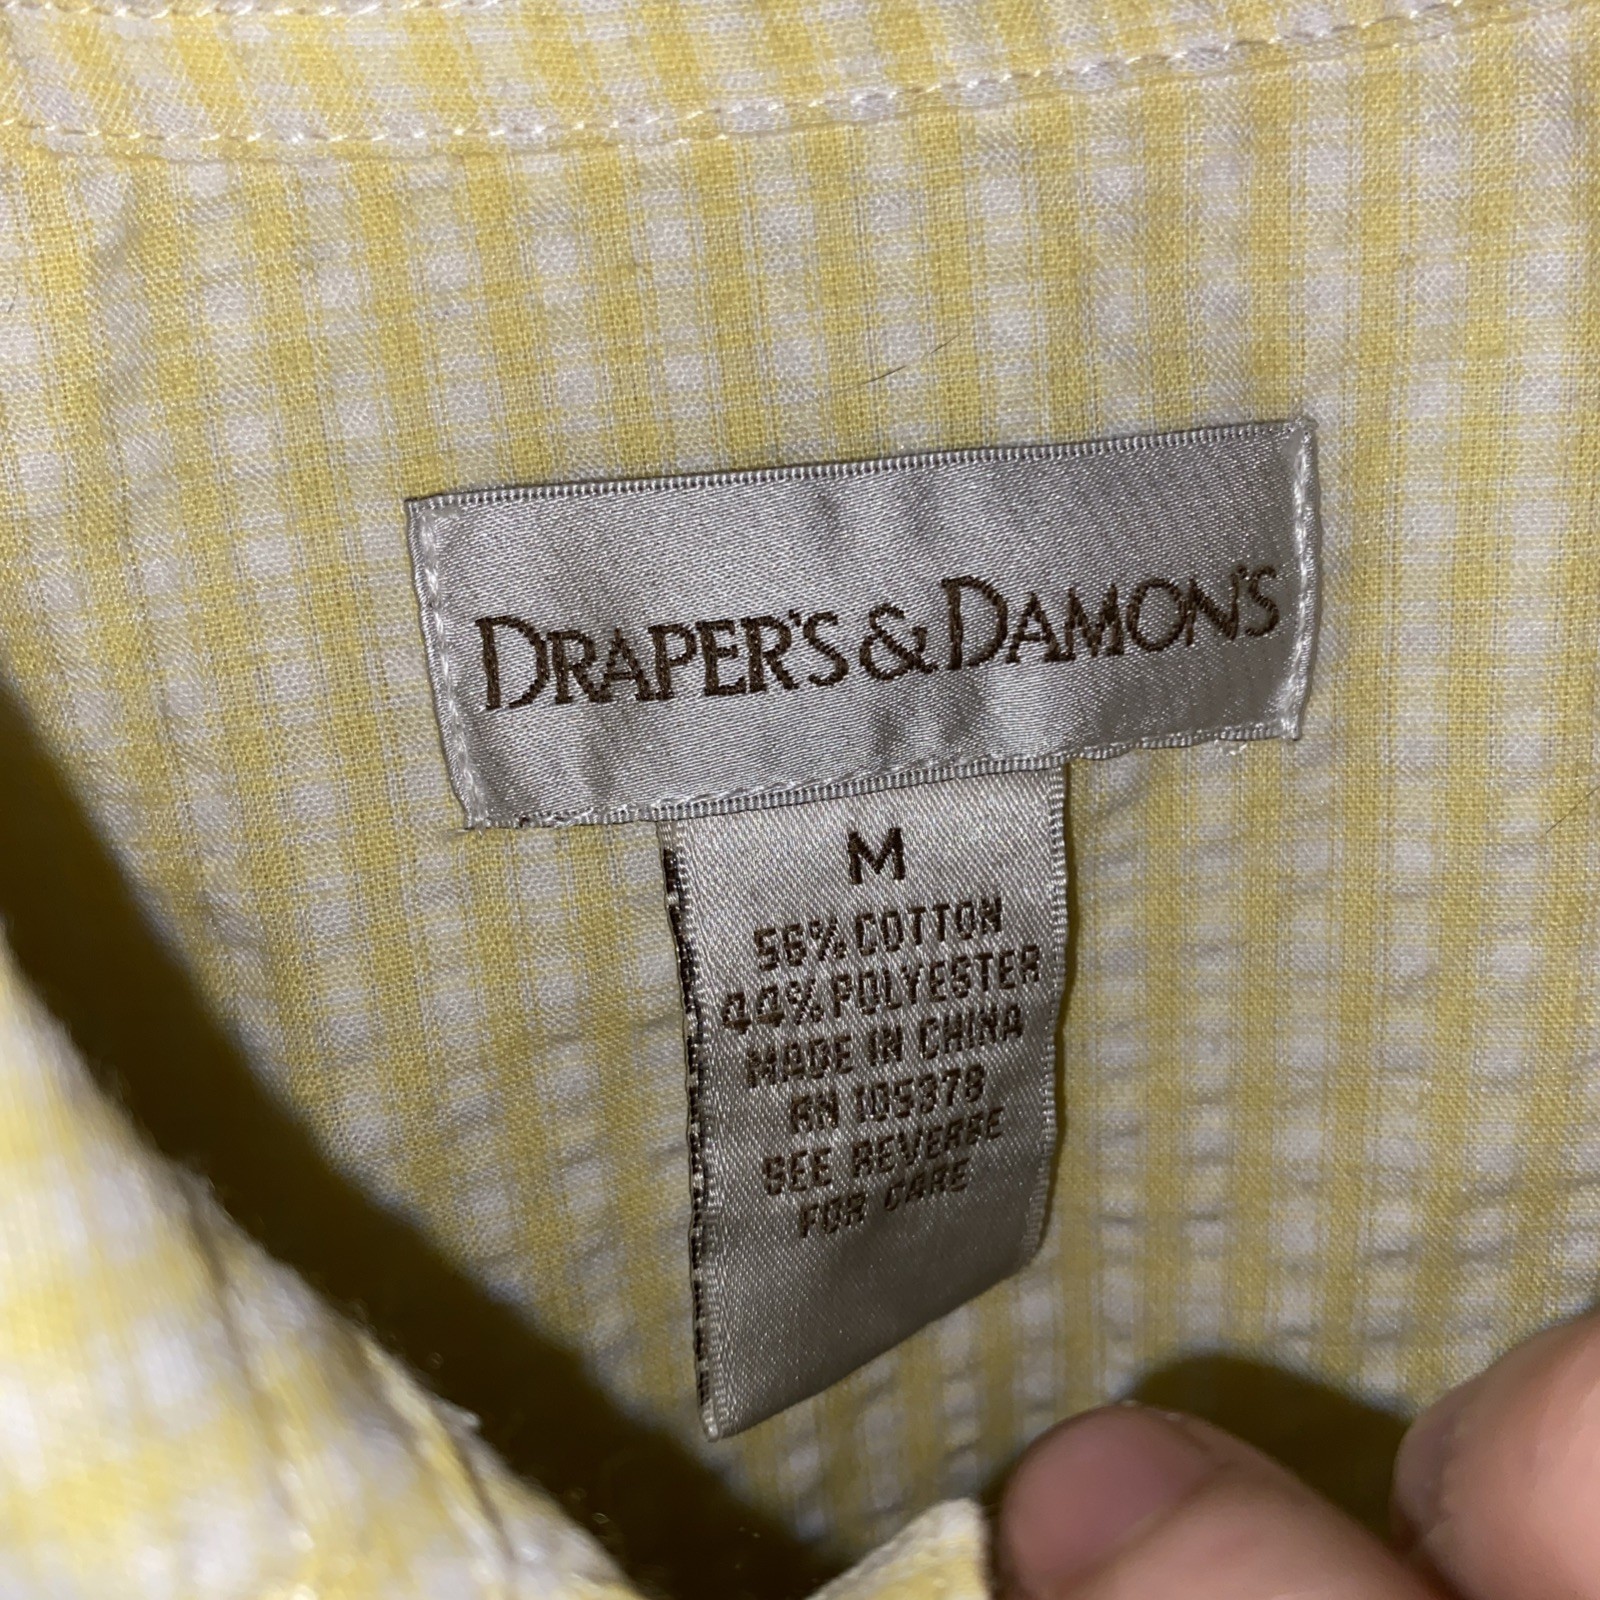 DRAPER'S & DAMON'S
M
56% COTTON
44% POLYESTER
MADE IN CHINA
RN 105378
SEE REVERSE
FOR CARE